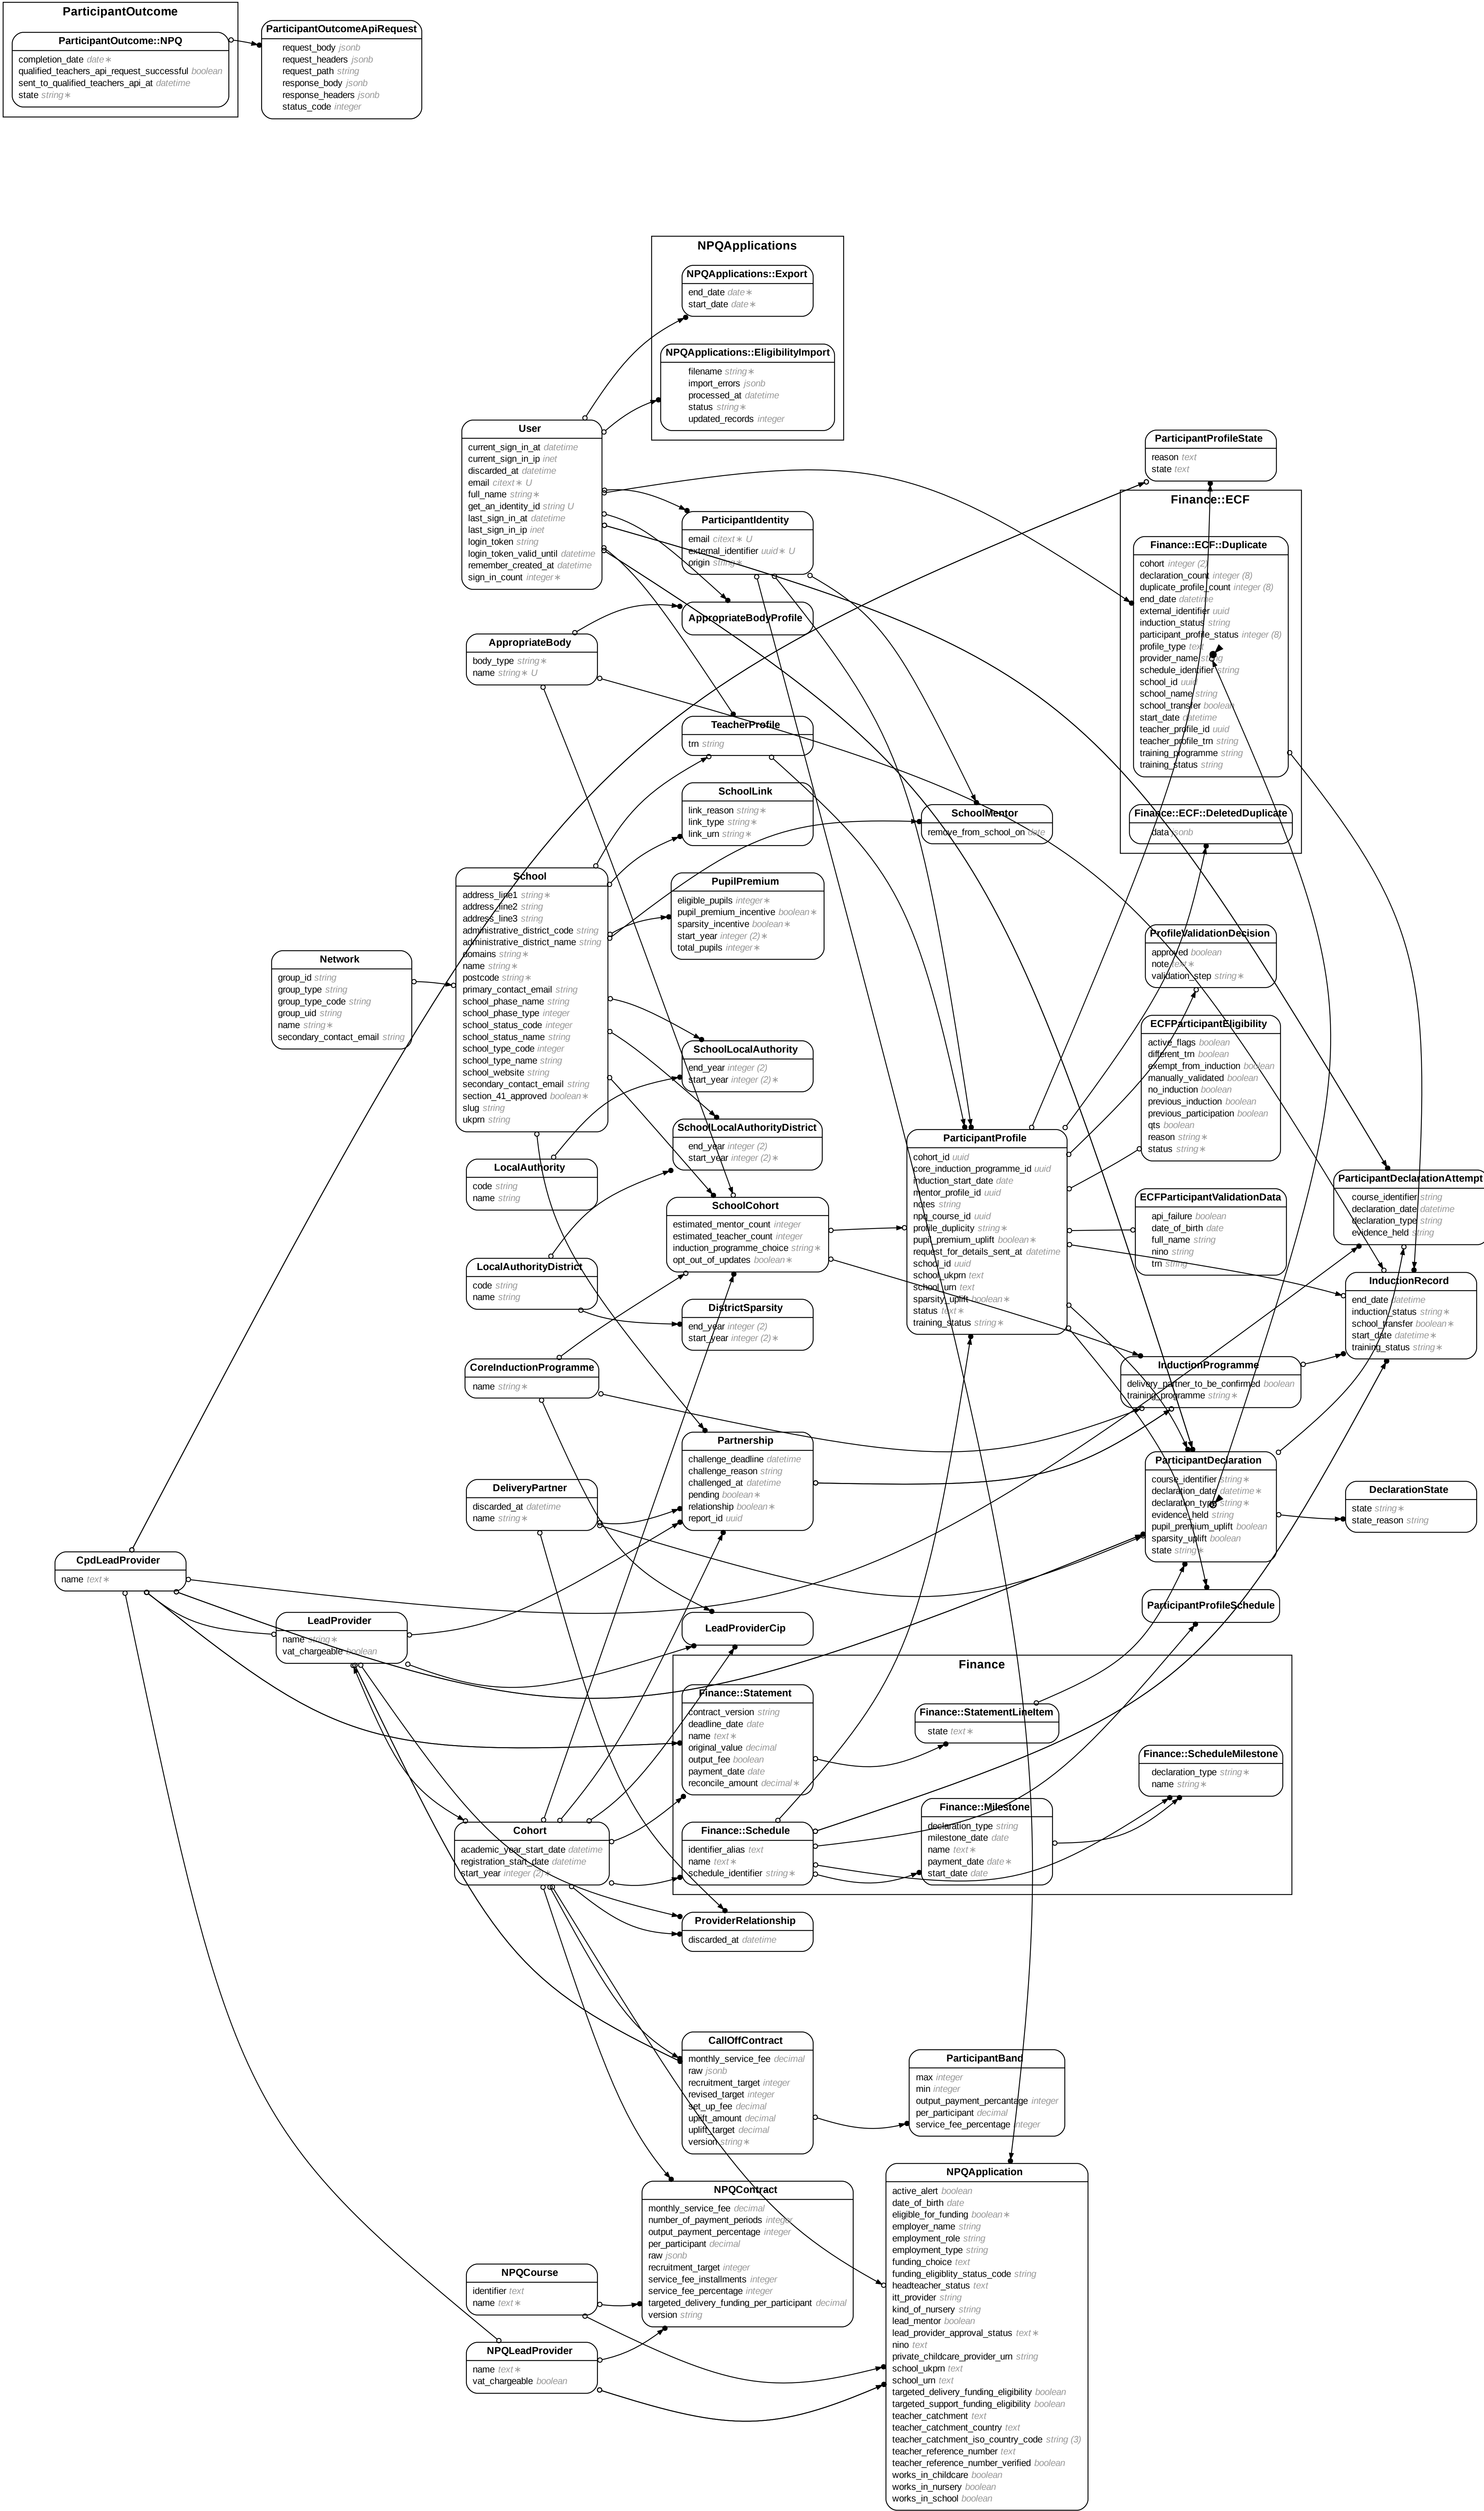 ParticipantOutcome
ParticipantOutcome::NPQ
completion_date date∗
qualified_teachers_api_request_successful boolean
sent_to_qualified_teachers_api_at datetime
state string∗
ParticipantOutcomeApiRequest
request_body jsonb
request_headers jsonb
request_path string
response_body jsonb
response_headers jsonb
status_code integer
NPQApplications
NPQApplications::Export
end_date date∗
start_date date∗
NPQApplications::EligibilityImport
filename string∗
import_errors jsonb
processed_at datetime
status string∗
updated_records integer
User
current_sign_in_at datetime
current_sign_in_ip inet
discarded_at datetime
email citext∗ U
full_name string∗
get_an_identity_id string U
last_sign_in_at datetime
last_sign_in_ip inet
login_token string
login_token_valid_until datetime
remember_created_at datetime
sign_in_count integer∗
ParticipantProfileState
reason text
state text
ParticipantIdentity
email citext∗ U
external_identifier uuid∗ U
origin string∗
Finance::ECF
Finance::ECF::Duplicate
cohort integer (2)
declaration_count integer (8)
duplicate_profile_count integer (8)
end_date datetime
external_identifier uuid
induction_status string
participant_profile_status integer (8)
profile_type text
provider_name string
schedule_identifier string
school_id uuid
school_name string
school_transfer boolean
start_date datetime
teacher_profile_id uuid
teacher_profile_trn string
training_programme string
training_status string
Finance::ECF::DeletedDuplicate
data jsonb
AppropriateBodyProfile
AppropriateBody
body_type string∗
name string∗ U
TeacherProfile
trn string
SchoolLink
link_reason string∗
link_type string∗
link_urn string∗
SchoolMentor
remove_from_school_on date
School
address_line1 string∗
address_line2 string
address_line3 string
administrative_district_code string
administrative_district_name string
domains string∗
name string∗
postcode string∗
primary_contact_email string
school_phase_name string
school_phase_type integer
school_status_code integer
school_status_name string
school_type_code integer
school_type_name string
school_website string
secondary_contact_email string
section_41_approved boolean∗
slug string
ukprn string
PupilPremium
eligible_pupils integer∗
pupil_premium_incentive boolean∗
sparsity_incentive boolean∗
start_year integer (2)∗
total_pupils integer∗
Network
group_id string
group_type string
group_type_code string
group_uid string
name string∗
secondary_contact_email string
ProfileValidationDecision
approved boolean
note text∗
validation_step string∗
ECFParticipantEligibility
active_flags boolean
different_trn boolean
exempt_from_induction boolean
manually_validated boolean
no_induction boolean
previous_induction boolean
previous_participation boolean
qts boolean
reason string∗
status string∗
SchoolLocalAuthority
end_year integer (2)
start_year integer (2)∗
SchoolLocalAuthorityDistrict
end_year integer (2)
start_year integer (2)∗
LocalAuthority
code string
name string
ParticipantProfile
cohort_id uuid
core_induction_programme_id uuid
induction_start_date date
mentor_profile_id uuid
notes string
npq_course_id uuid
profile_duplicity string∗
pupil_premium_uplift boolean∗
request_for_details_sent_at datetime
school_id uuid
school_ukprn text
school_urn text
sparsity_uplift boolean∗
status text∗
training_status string∗
ECFParticipantValidationData
api_failure boolean
date_of_birth date
full_name string
nino string
trn string
ParticipantDeclarationAttempt
course_identifier string
declaration_date datetime
declaration_type string
evidence_held string
SchoolCohort
estimated_mentor_count integer
estimated_teacher_count integer
induction_programme_choice string∗
opt_out_of_updates boolean∗
LocalAuthorityDistrict
code string
name string
DistrictSparsity
end_year integer (2)
start_year integer (2)∗
InductionRecord
end_date datetime
induction_status string∗
school_transfer boolean∗
start_date datetime∗
training_status string∗
CoreInductionProgramme
name string∗
InductionProgramme
delivery_partner_to_be_confirmed boolean
training_programme string∗
Partnership
challenge_deadline datetime
challenge_reason string
challenged_at datetime
pending boolean∗
relationship boolean∗
report_id uuid
DeliveryPartner
discarded_at datetime
name string∗
ParticipantDeclaration
course_identifier string∗
declaration_date datetime∗
declaration_type string∗
evidence_held string
pupil_premium_uplift boolean
sparsity_uplift boolean
state string∗
DeclarationState
state string∗
state_reason string
CpdLeadProvider
name text∗
ParticipantProfileSchedule
LeadProvider
name string∗
vat_chargeable boolean
LeadProviderCip
Finance
Finance::Statement
contract_version string
deadline_date date
name text∗
original_value decimal
output_fee boolean
payment_date date
reconcile_amount decimal∗
Finance::StatementLineItem
state text∗
Finance::ScheduleMilestone
declaration_type string∗
name string∗
Finance::Milestone
declaration_type string
milestone_date date
name text∗
payment_date date∗
start_date date
Finance::Schedule
identifier_alias text
name text∗
schedule_identifier string∗
Cohort
academic_year_start_date datetime
registration_start_date datetime
start_year integer (2)∗
ProviderRelationship
discarded_at datetime
CallOffContract
monthly_service_fee decimal
raw jsonb
recruitment_target integer
revised_target integer
set_up_fee decimal
uplift_amount decimal
uplift_target decimal
version string∗
ParticipantBand
max integer
min integer
output_payment_percantage integer
per_participant decimal
service_fee_percentage integer
NPQContract
monthly_service_fee decimal
number_of_payment_periods integer
output_payment_percentage integer
per_participant decimal
raw jsonb
recruitment_target integer
service_fee_installments integer
service_fee_percentage integer
targeted_delivery_funding_per_participant decimal
version string
NPQApplication
active_alert boolean
date_of_birth date
eligible_for_funding boolean∗
employer_name string
employment_role string
employment_type string
funding_choice text
funding_eligiblity_status_code string
headteacher_status text
itt_provider string
kind_of_nursery string
lead_mentor boolean
lead_provider_approval_status text∗
nino text
private_childcare_provider_urn string
school_ukprn text
school_urn text
targeted_delivery_funding_eligibility boolean
targeted_support_funding_eligibility boolean
teacher_catchment text
teacher_catchment_country text
teacher_catchment_iso_country_code string (3)
teacher_reference_number text
teacher_reference_number_verified boolean
works_in_childcare boolean
works_in_nursery boolean
works_in_school boolean
NPQCourse
identifier text
name text∗
NPQLeadProvider
name text∗
vat_chargeable boolean